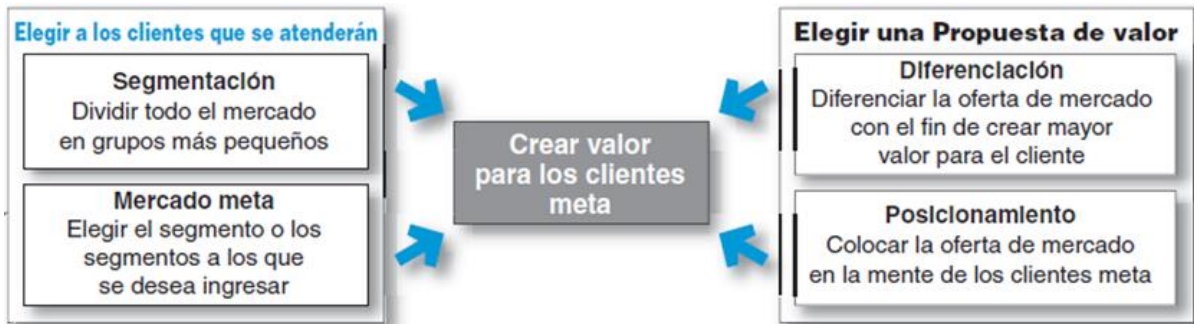 Elegir a los clientes que se atenderán
Segmentación
Dividir todo el mercado
en grupos más pequeños
Mercado meta
Elegir el segmento o los
segmentos a los que
se desea ingresar
Crear valor
para los clientes
meta
Elegir una Propuesta de valor
Diferenciación
Diferenciar la oferta de mercado
con el fin de crear mayor
valor para el cliente
Posicionamiento
Colocar la oferta de mercado
en la mente de los clientes meta